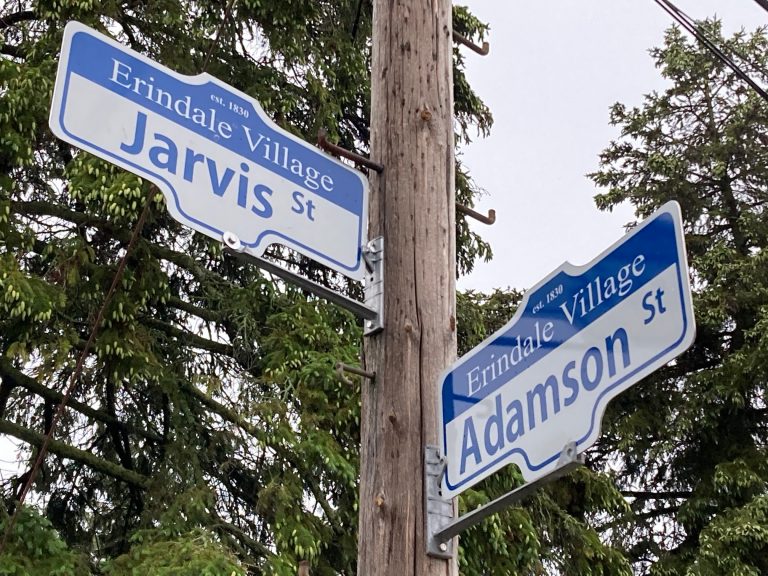 est. 1830
Erindale Village
Jarvis St
est. 1830
Erindale Village
Adamson St